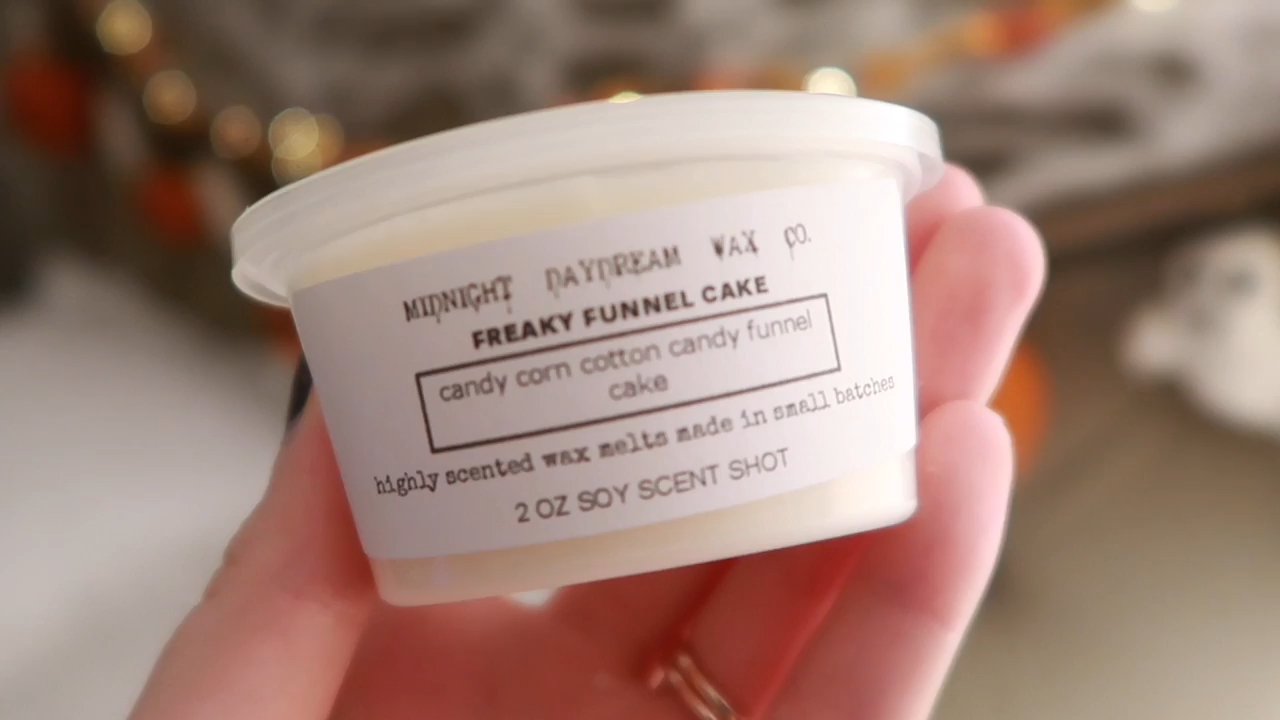 MIDNIGHT DAYDREAM WAX CO.
FREAKY FUNNEL CAKE
candy corn cotton candy funnel
cake
highly scented wax melts made in small batches
2 OZ SOY SCENT SHOT